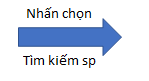 Nhấn chọn
Tìm kiếm sp